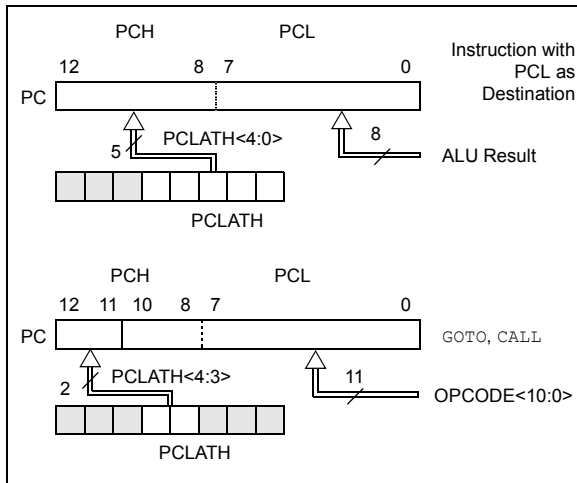 PCH PCL
12 8 7 0
PC
Instruction with
PCL as
Destination
PCLATH<4:0>
5
8
ALU Result
PCLATH
PCH PCL
12 11 10 8 7 0
PC
GOTO, CALL
PCLATH<4:3>
2
11
OPCODE<10:0>
PCLATH